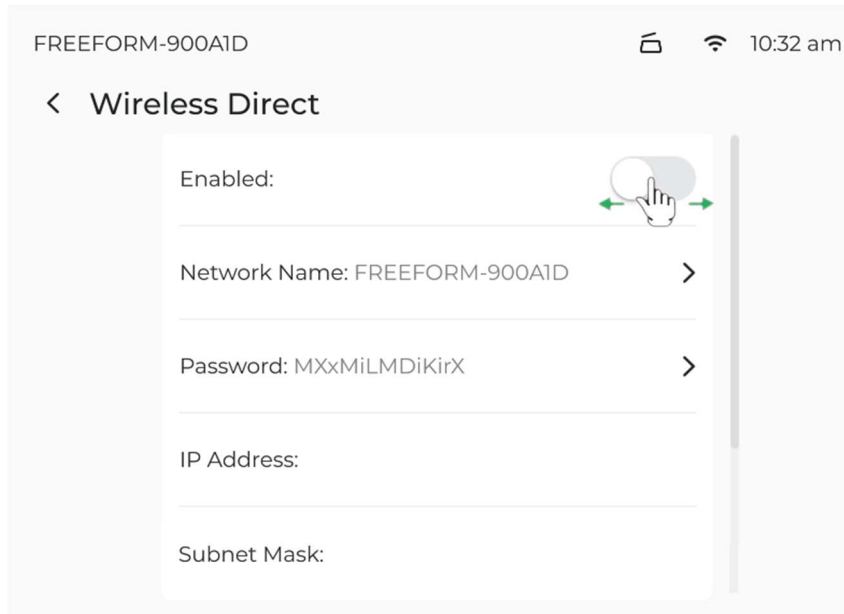 FREEFORM-900A1D 10:32 am
Wireless Direct
Enabled:
Network Name: FREEFORM-900A1D
Password: MXxMiLMDiKirX
IP Address:
Subnet Mask: